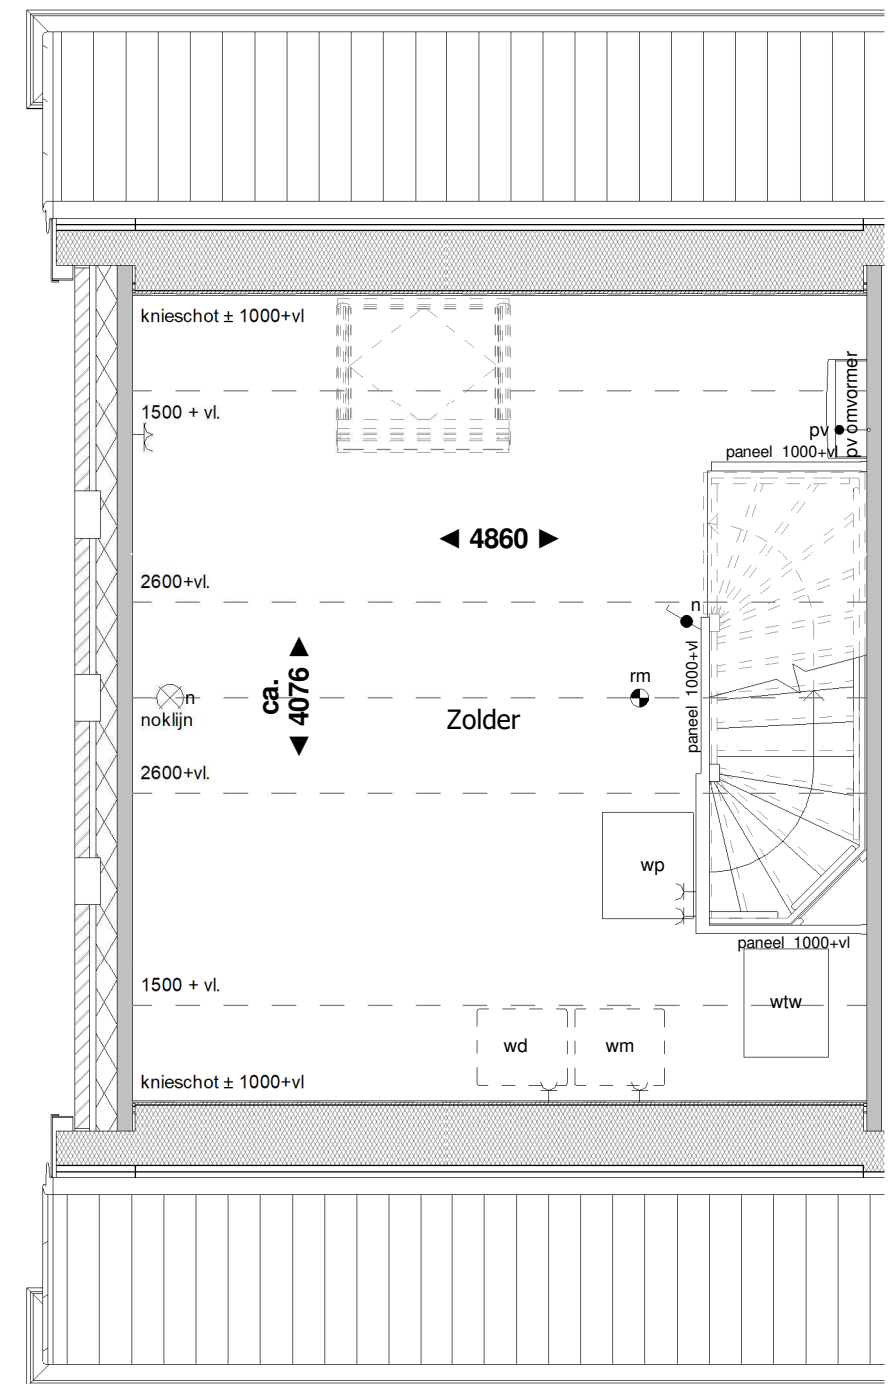 knieschot ± 1000+vl
1500 + vl.
pv
pv omvormer
paneel 1000+vl
4860
2600+vl.
n
paneel 1000+vl
ca.
4076
rm
n
noklijn
Zolder
2600+vl.
wp
paneel 1000+vl
1500 + vl.
wtw
wd
wm
knieschot ± 1000+vl